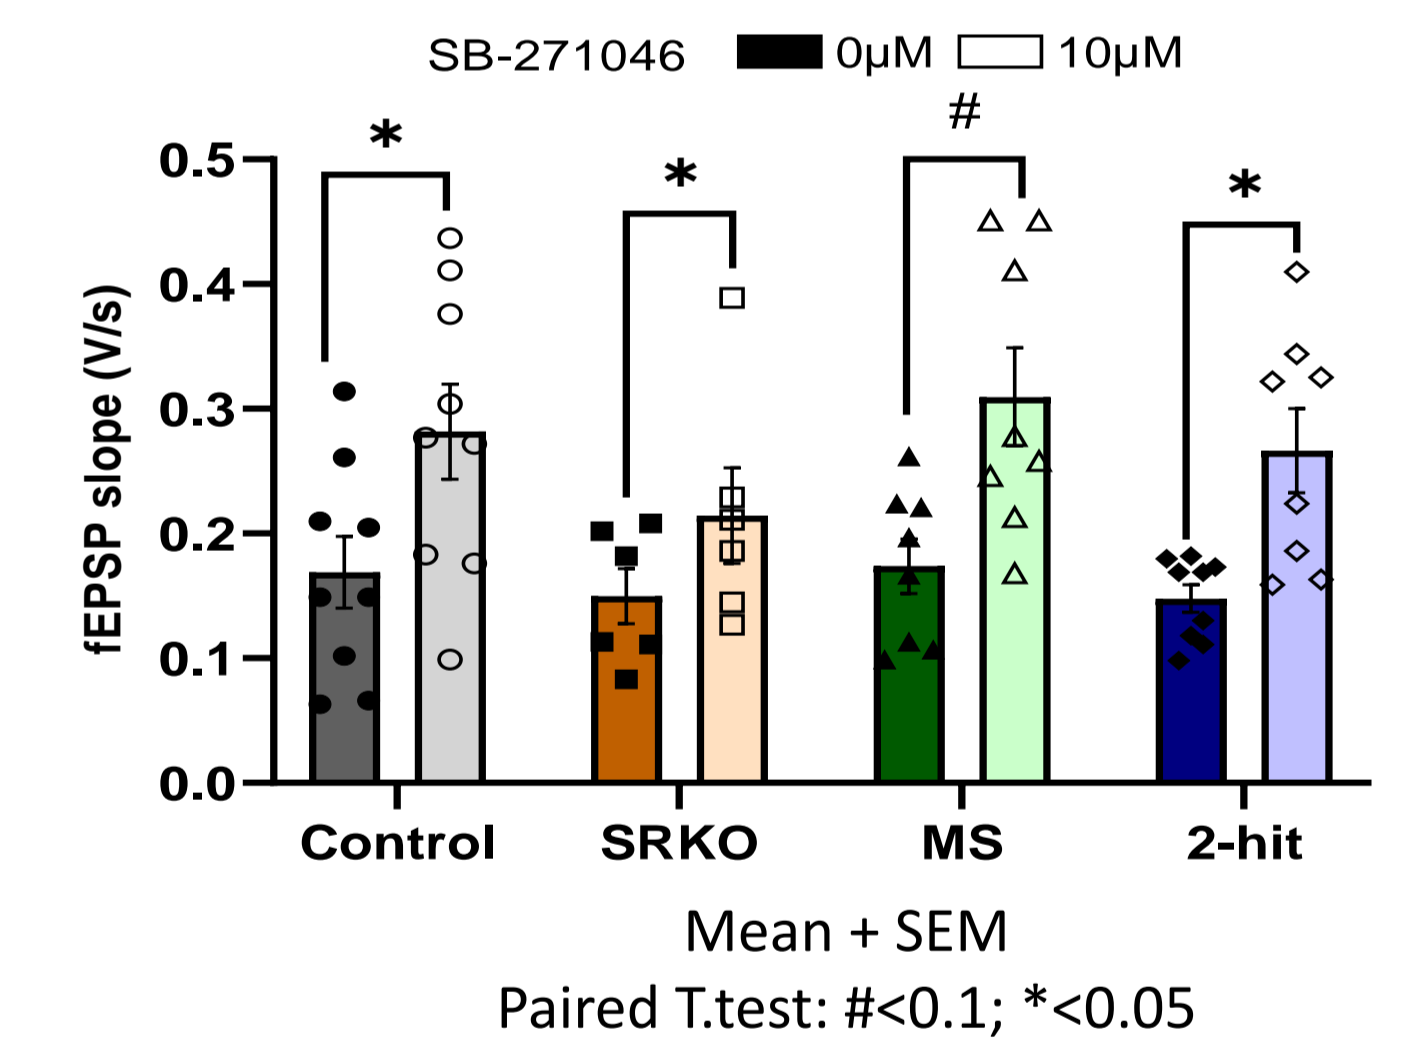 SB-271046 0µM 10µM
* * # *
0.5
0.4
0.3
0.2
0.1
0.0
fEPSP slope (V/s)
Control SRKO MS 2-hit
Mean + SEM
Paired T.test: #<0.1; *<0.05